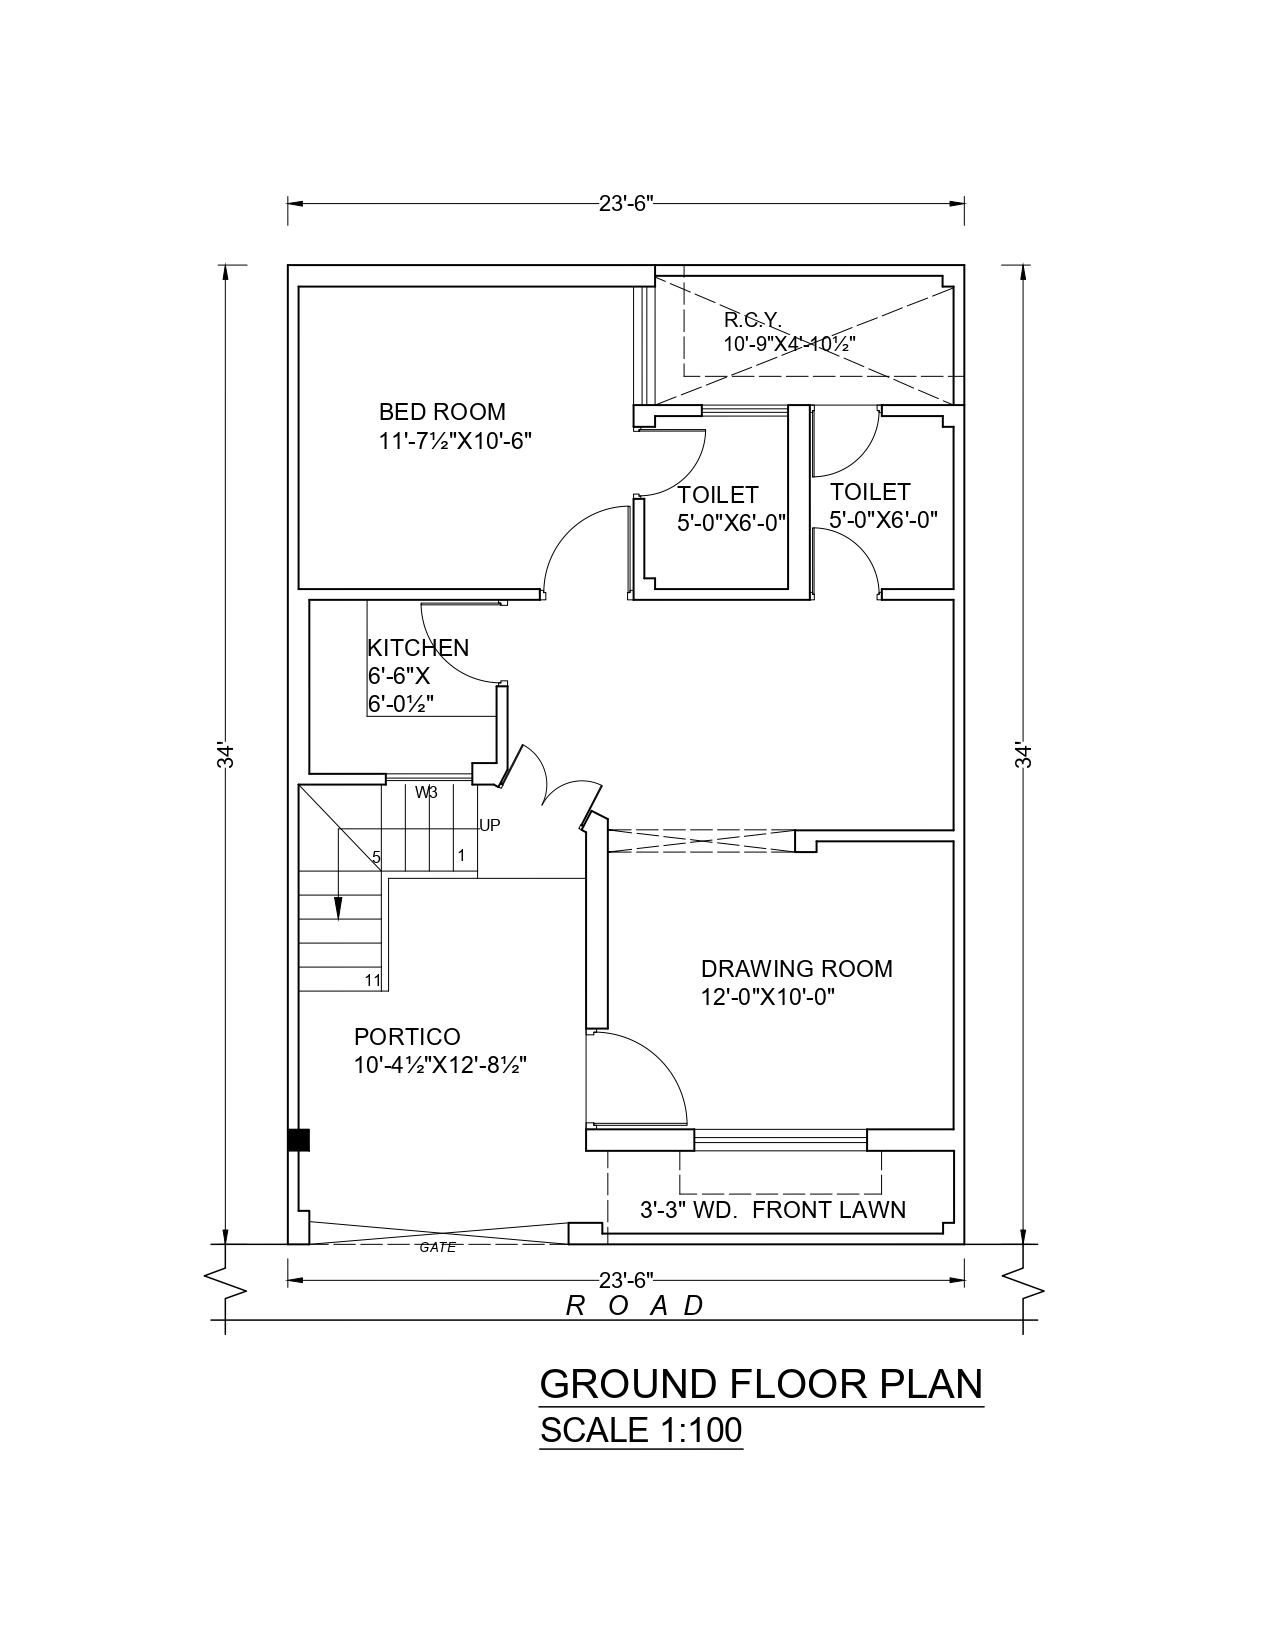 23'-6"
R.C.Y.
10'-9"X4'-10½"
BED ROOM
11'-7½"X10'-6"
TOILET
5'-0"X6'-0"
TOILET
5'-0"X6'-0"
KITCHEN
6'-6"X
6'-0½"
34'
34'
W3
UP
5
1
11
DRAWING ROOM
12'-0"X10'-0"
PORTICO
10'-4½"X12'-8½"
3'-3" WD. FRONT LAWN
GATE
23'-6"
ROAD
GROUND FLOOR PLAN
SCALE 1:100